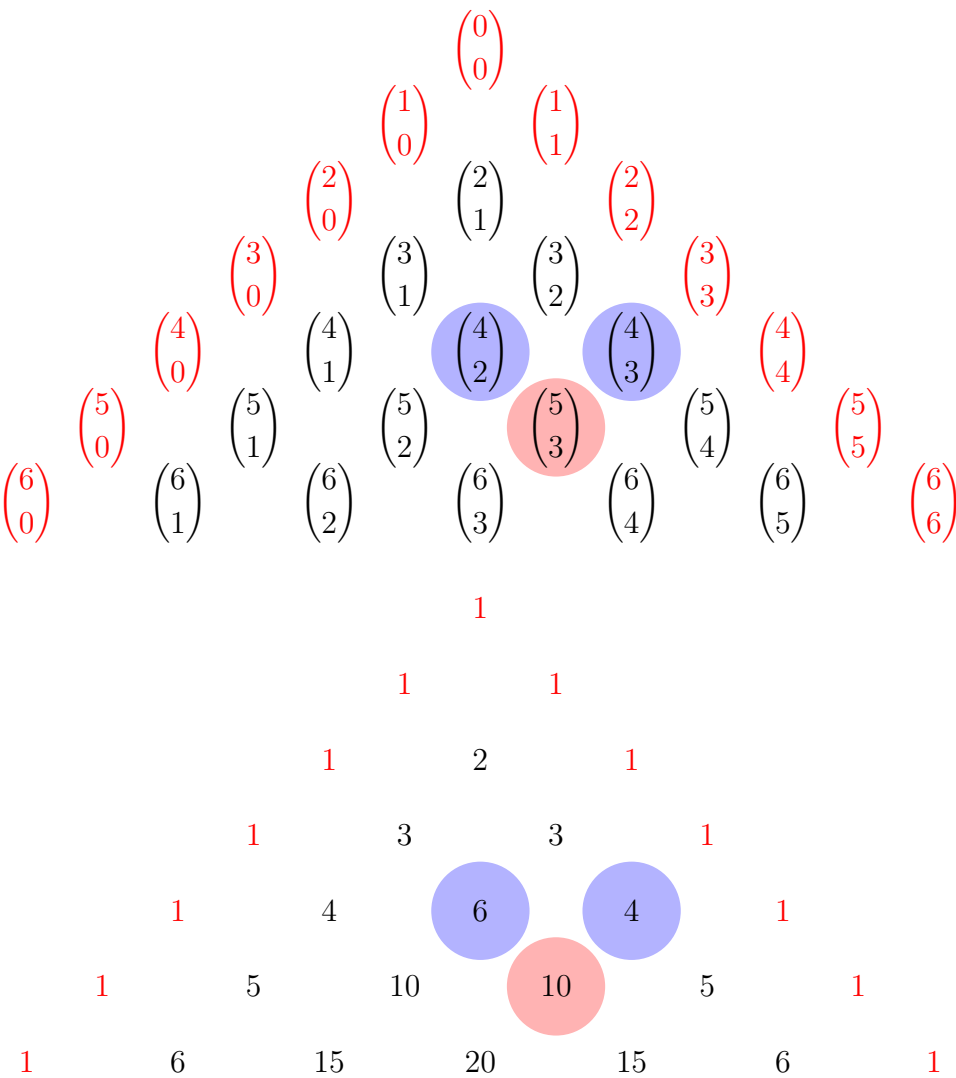 (0 0)
(1 0) (1 1)
(2 0) (2 1) (2 2)
(3 0) (3 1) (3 2) (3 3)
(4 0) (4 1) (4 2) (4 3) (4 4)
(5 0) (5 1) (5 2) (5 3) (5 4) (5 5)
(6 0) (6 1) (6 2) (6 3) (6 4) (6 5) (6 6)
1
1 1
1 2 1
1 3 3 1
1 4 6 4 1
1 5 10 10 5 1
1 6 15 20 15 6 1